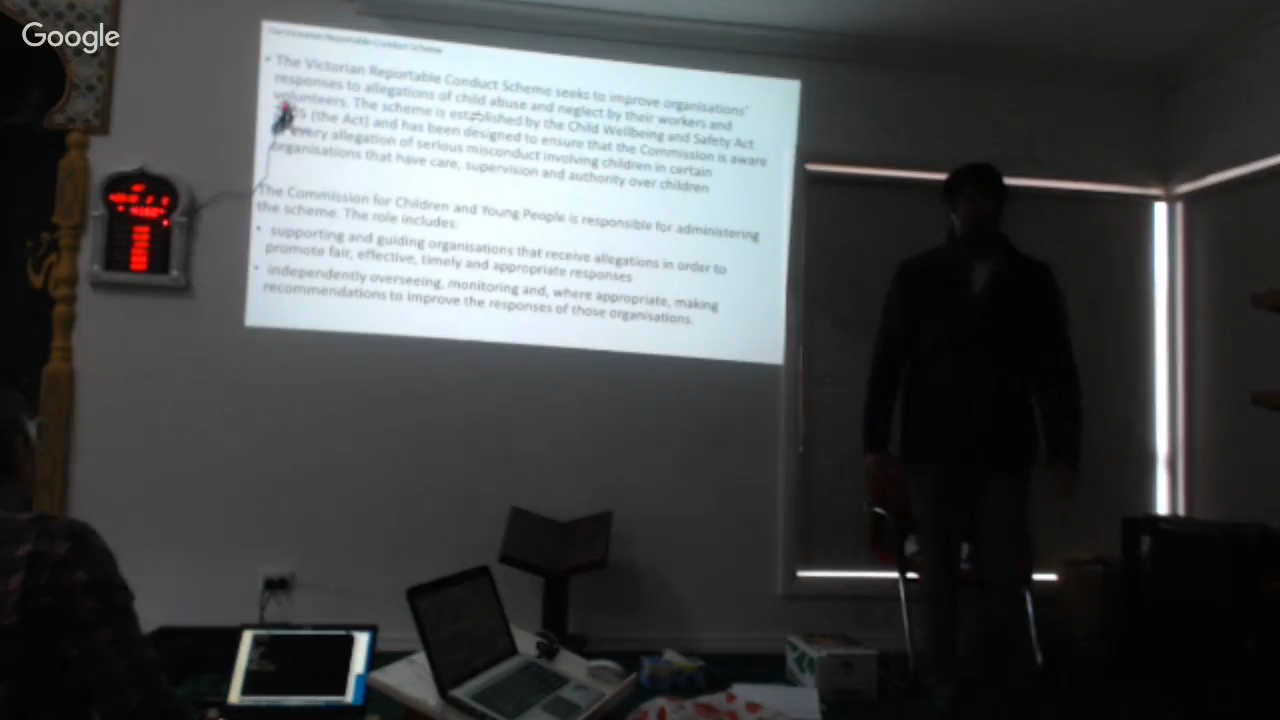 Google
The Victorian Reportable Conduct Scheme
• The Victorian Reportable Conduct Scheme seeks to improve organisations'
responses to allegations of child abuse and neglect by their workers and
volunteers. The scheme is established by the Child Wellbeing and Safety Act
(the Act) and has been designed to ensure that the Commission is aware
every allegation of serious misconduct involving children in certain
organisations that have care, supervision and authority over children
The Commission for Children and Young People is responsible for administering
the scheme. The role includes:
• supporting and guiding organisations that receive allegations in order to
promote fair, effective, timely and appropriate responses
• independently overseeing, monitoring and, where appropriate, making
recommendations to improve the responses of those organisations.